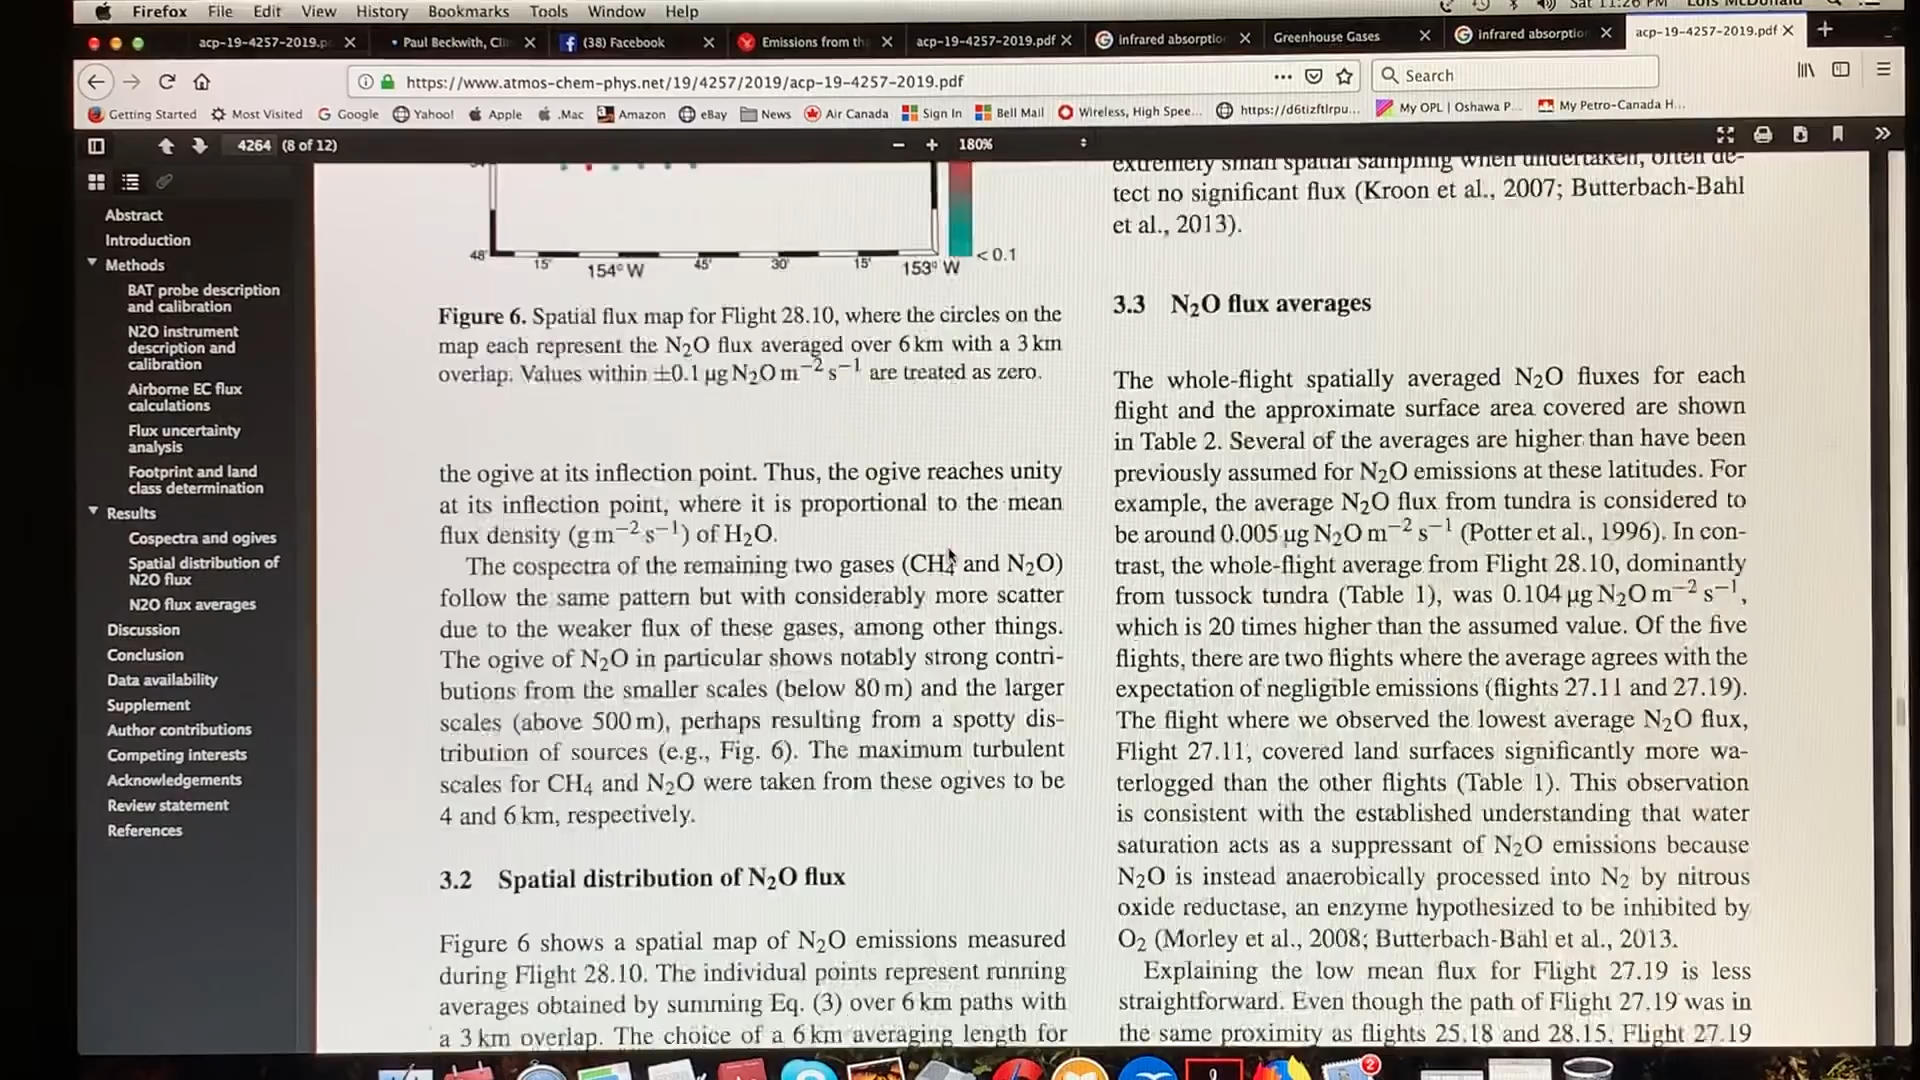 Firefox File Edit View History Bookmarks Tools Window Help
Sat 11:26 PM Lois McDonald
acp-19-4257-2019.p
Paul Beckwith, Cli
(38) Facebook
Emissions from th
acp-19-4257-2019.pdf
infrared absorptio
Greenhouse Gases
infrared absorptio
acp-19-4257-2019.pdf
https://www.atmos-chem-phys.net/19/4257/2019/acp-19-4257-2019.pdf
Search
Getting Started Most Visited Google Yahoo! Apple .Mac Amazon eBay News Air Canada Sign In Bell Mail Wireless, High Spee... https://d6tizftlrpu... My OPL | Oshawa P... My Petro-Canada H...
4264 (8 of 12)
180%
Abstract
Introduction
Methods
BAT probe description
and calibration
N2O instrument
description and
calibration
Airborne EC flux
calculations
Flux uncertainty
analysis
Footprint and land
class determination
Results
Cospectra and ogives
Spatial distribution of
N2O flux
N2O flux averages
Discussion
Conclusion
Data availability
Supplement
Author contributions
Competing interests
Acknowledgements
Review statement
References
48'
15' 154° W 45' 30' 15' 153° W
< 0.1
Figure 6. Spatial flux map for Flight 28.10, where the circles on the
map each represent the N₂O flux averaged over 6 km with a 3 km
overlap. Values within ±0.1 µg N₂O m⁻² s⁻¹ are treated as zero.
the ogive at its inflection point. Thus, the ogive reaches unity
at its inflection point, where it is proportional to the mean
flux density (g m⁻² s⁻¹) of H₂O.
The cospectra of the remaining two gases (CH₄ and N₂O)
follow the same pattern but with considerably more scatter
due to the weaker flux of these gases, among other things.
The ogive of N₂O in particular shows notably strong contri-
butions from the smaller scales (below 80 m) and the larger
scales (above 500 m), perhaps resulting from a spotty dis-
tribution of sources (e.g., Fig. 6). The maximum turbulent
scales for CH₄ and N₂O were taken from these ogives to be
4 and 6 km, respectively.
3.2 Spatial distribution of N₂O flux
Figure 6 shows a spatial map of N₂O emissions measured
during Flight 28.10. The individual points represent running
averages obtained by summing Eq. (3) over 6 km paths with
a 3 km overlap. The choice of a 6 km averaging length for
extremely small spatial sampling when undertaken, often de-
tect no significant flux (Kroon et al., 2007; Butterbach-Bahl
et al., 2013).
3.3 N₂O flux averages
The whole-flight spatially averaged N₂O fluxes for each
flight and the approximate surface area covered are shown
in Table 2. Several of the averages are higher than have been
previously assumed for N₂O emissions at these latitudes. For
example, the average N₂O flux from tundra is considered to
be around 0.005 µg N₂O m⁻² s⁻¹ (Potter et al., 1996). In con-
trast, the whole-flight average from Flight 28.10, dominantly
from tussock tundra (Table 1), was 0.104 µg N₂O m⁻² s⁻¹,
which is 20 times higher than the assumed value. Of the five
flights, there are two flights where the average agrees with the
expectation of negligible emissions (flights 27.11 and 27.19).
The flight where we observed the lowest average N₂O flux,
Flight 27.11, covered land surfaces significantly more wa-
terlogged than the other flights (Table 1). This observation
is consistent with the established understanding that water
saturation acts as a suppressant of N₂O emissions because
N₂O is instead anaerobically processed into N₂ by nitrous
oxide reductase, an enzyme hypothesized to be inhibited by
O₂ (Morley et al., 2008; Butterbach-Bahl et al., 2013.
Explaining the low mean flux for Flight 27.19 is less
straightforward. Even though the path of Flight 27.19 was in
the same proximity as flights 25.18 and 28.15, Flight 27.19
2